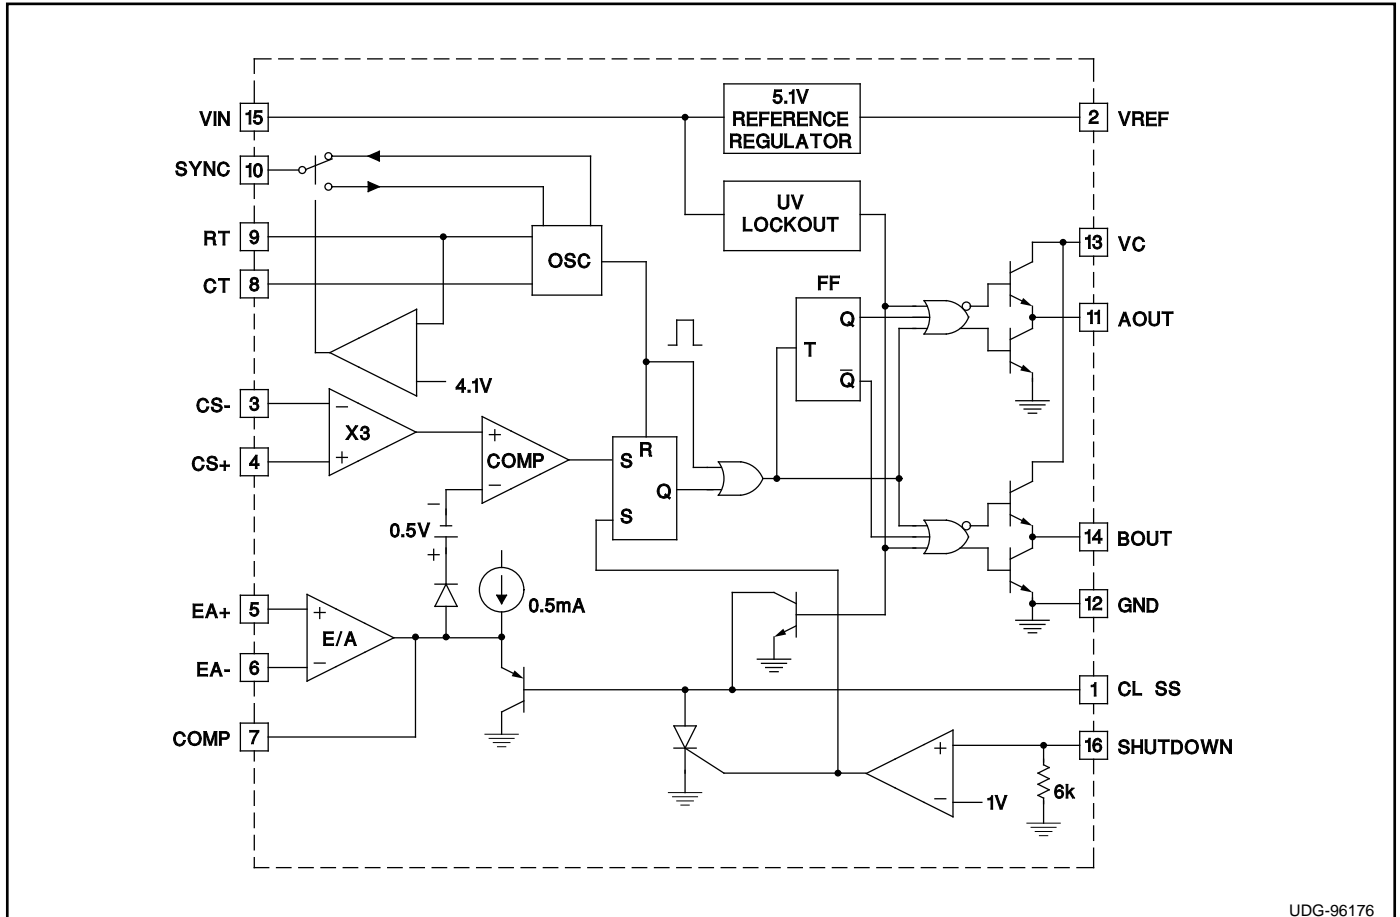 5.1V
REFERENCE
REGULATOR
VIN 15
2 VREF
SYNC 10
UV
LOCKOUT
RT 9
13 VC
OSC
CT 8
FF
Q
11 AOUT
T
Q̅
4.1V
CS- 3
−
X3
CS+ 4
+
+
COMP
−
R
S
Q
S
−
0.5V
+
14 BOUT
0.5mA
EA+ 5
+
E/A
EA- 6
−
12 GND
1 CL SS
COMP 7
16 SHUTDOWN
+
−
1V
6k
UDG-96176